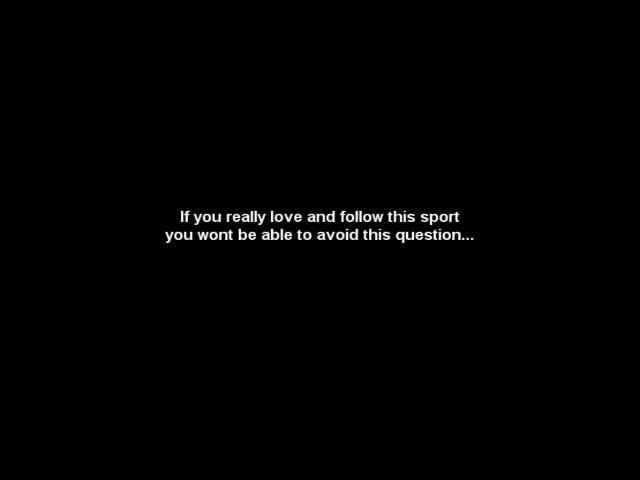 If you really love and follow this sport
you wont be able to avoid this question...